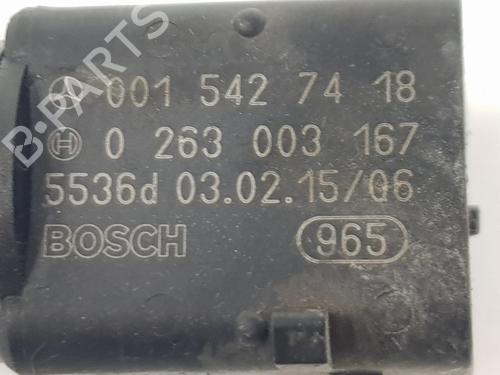 001 542 74 18
0 263 003 167
5536d 03.02.15/06
BOSCH 965
B-PARTS